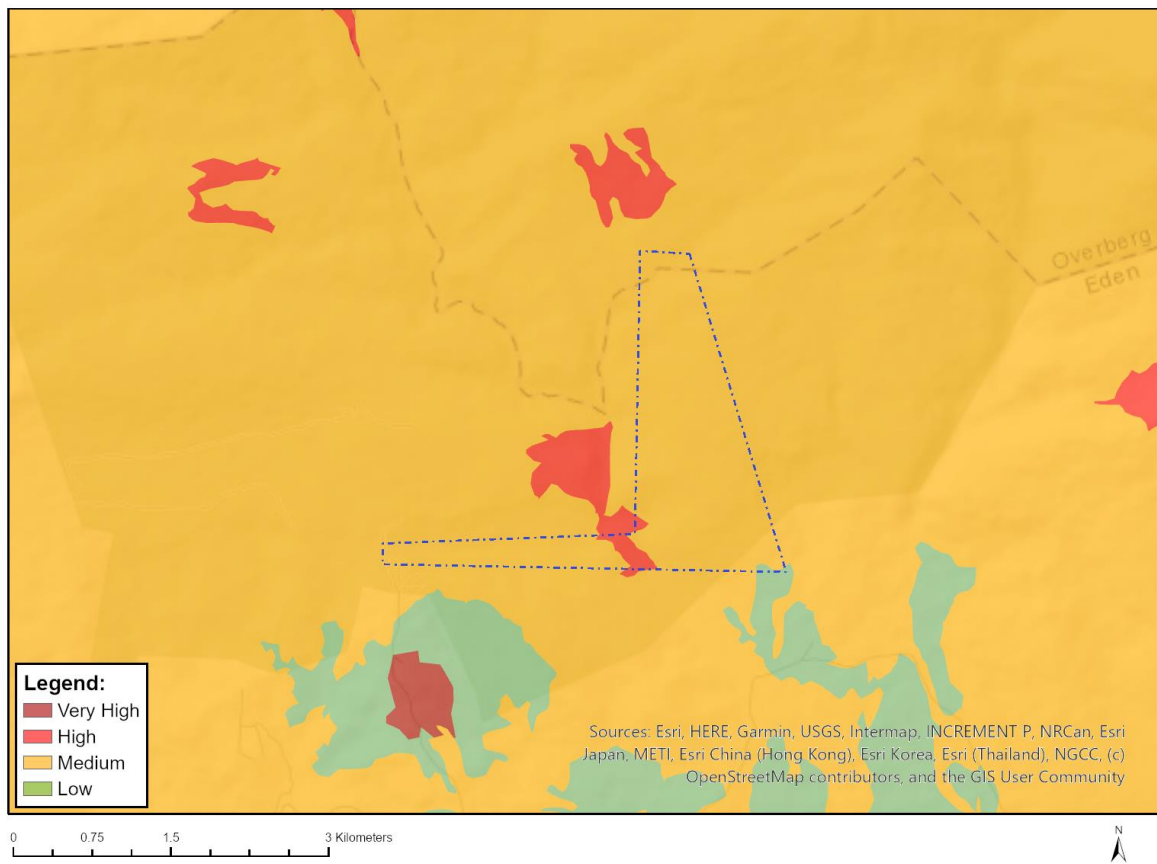 Overberg
Eden
Legend:
Very High
High
Medium
Low
Sources: Esri, HERE, Garmin, USGS, Intermap, INCREMENT P, NRCan, Esri
Japan, METI, Esri China (Hong Kong), Esri Korea, Esri (Thailand), NGCC, (c)
OpenStreetMap contributors, and the GIS User Community
0 0.75 1.5 3 Kilometers
N